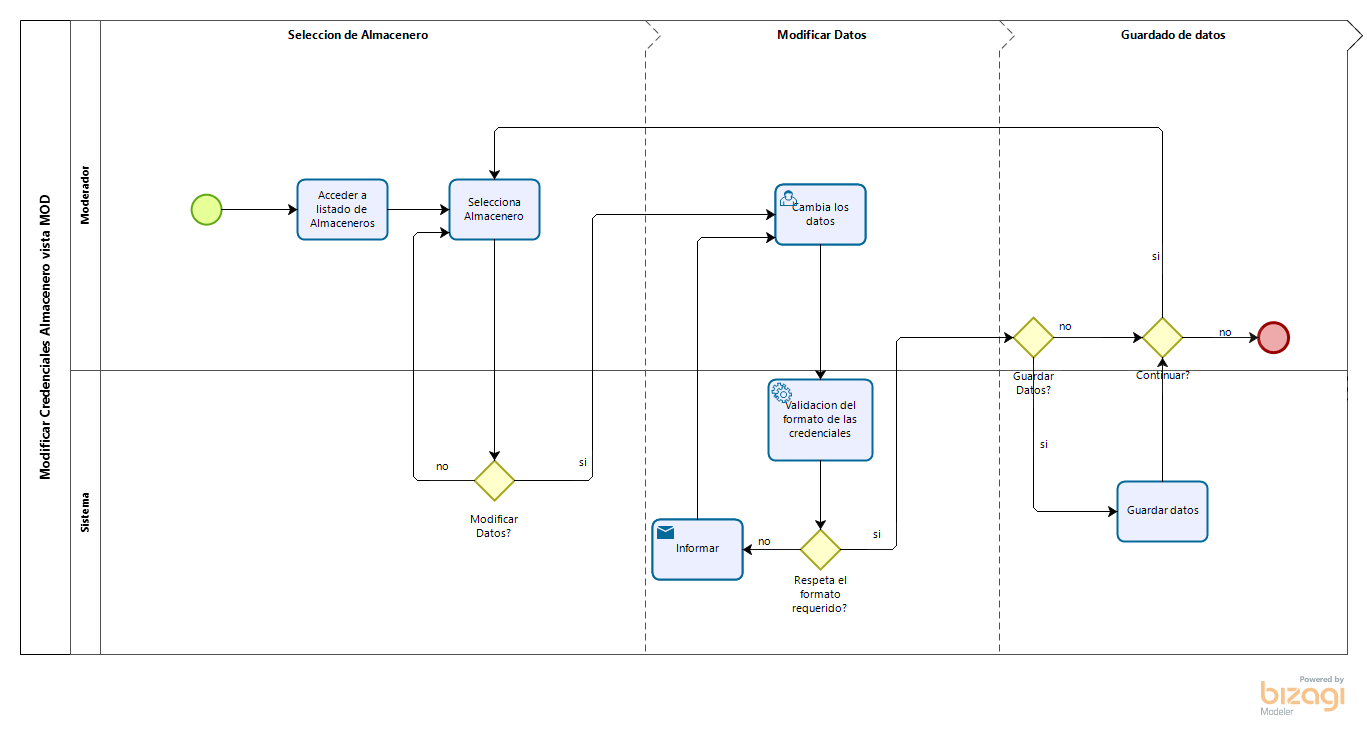 Seleccion de Almacenero
Modificar Datos
Guardado de datos
Modificar Credenciales Almacenero vista MOD
Moderador
Acceder a
listado de
Almaceneros
Selecciona
Almacenero
Cambia los
datos
si
no
Guardar
Datos?
no
Continuar?
Sistema
Validacion del
formato de las
credenciales
si
no
si
Modificar
Datos?
Informar
no
si
Respeta el
formato
requerido?
Guardar datos
Powered by
bizagi
Modeler